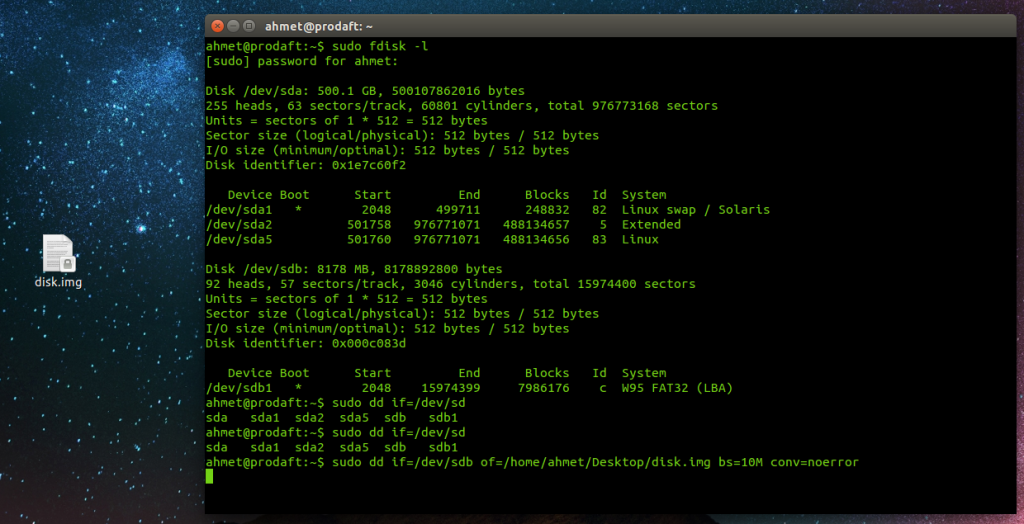 ahmet@prodaft: ~
ahmet@prodaft:~$ sudo fdisk -l
[sudo] password for ahmet:
Disk /dev/sda: 500.1 GB, 500107862016 bytes
255 heads, 63 sectors/track, 60801 cylinders, total 976773168 sectors
Units = sectors of 1 * 512 = 512 bytes
Sector size (logical/physical): 512 bytes / 512 bytes
I/O size (minimum/optimal): 512 bytes / 512 bytes
Disk identifier: 0x1e7c60f2
Device Boot Start End Blocks Id System
/dev/sda1 * 2048 499711 248832 82 Linux swap / Solaris
/dev/sda2 501758 976771071 488134657 5 Extended
/dev/sda5 501760 976771071 488134656 83 Linux
Disk /dev/sdb: 8178 MB, 8178892800 bytes
92 heads, 57 sectors/track, 3046 cylinders, total 15974400 sectors
Units = sectors of 1 * 512 = 512 bytes
Sector size (logical/physical): 512 bytes / 512 bytes
I/O size (minimum/optimal): 512 bytes / 512 bytes
Disk identifier: 0x000c083d
Device Boot Start End Blocks Id System
/dev/sdb1 * 2048 15974399 7986176 c W95 FAT32 (LBA)
ahmet@prodaft:~$ sudo dd if=/dev/sd
sda sda1 sda2 sda5 sdb sdb1
ahmet@prodaft:~$ sudo dd if=/dev/sd
sda sda1 sda2 sda5 sdb sdb1
ahmet@prodaft:~$ sudo dd if=/dev/sdb of=/home/ahmet/Desktop/disk.img bs=10M conv=noerror
disk.img